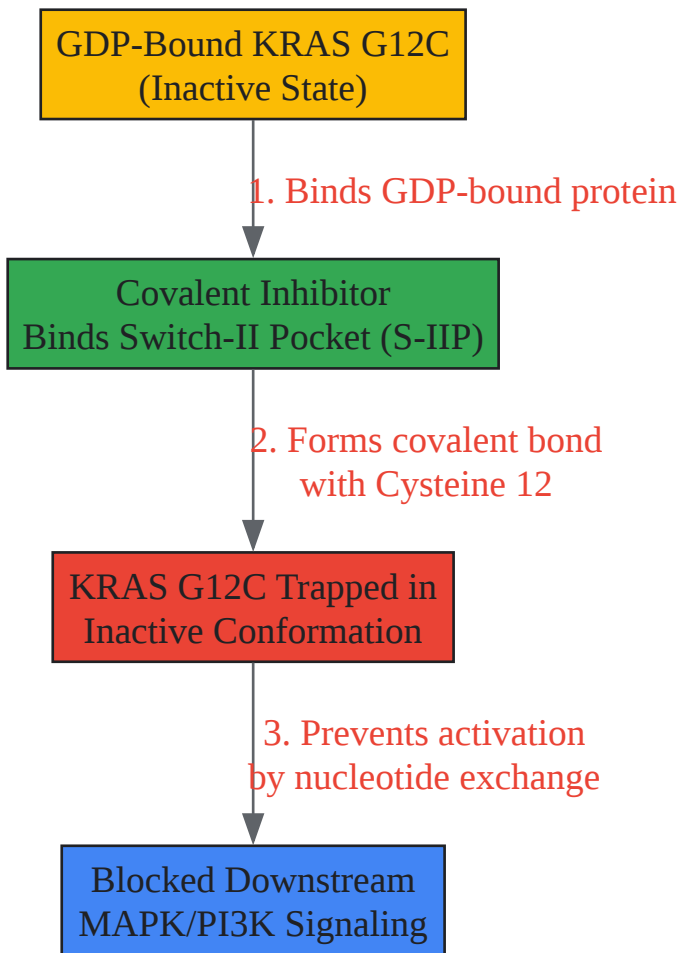 GDP-Bound KRAS G12C
(Inactive State)
1. Binds GDP-bound protein
Covalent Inhibitor
Binds Switch-II Pocket (S-IIP)
2. Forms covalent bond
with Cysteine 12
KRAS G12C Trapped in
Inactive Conformation
3. Prevents activation
by nucleotide exchange
Blocked Downstream
MAPK/PI3K Signaling